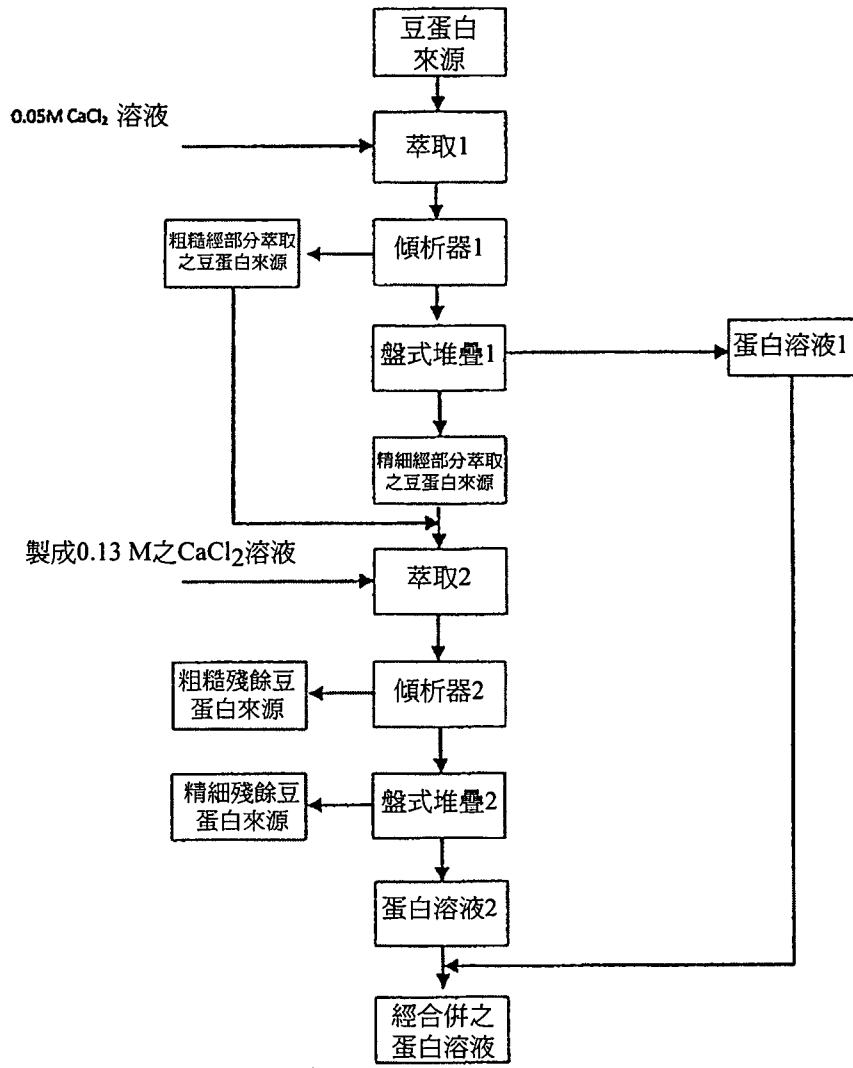 豆蛋白
來源
0.05M CaCl₂ 溶液
萃取1
粗糙經部分萃取
之豆蛋白來源
傾析器1
盤式堆疊1
蛋白溶液1
精細經部分萃取
之豆蛋白來源
製成0.13 M之CaCl₂溶液
萃取2
粗糙殘餘豆
蛋白來源
傾析器2
精細殘餘豆
蛋白來源
盤式堆疊2
蛋白溶液2
經合併之
蛋白溶液